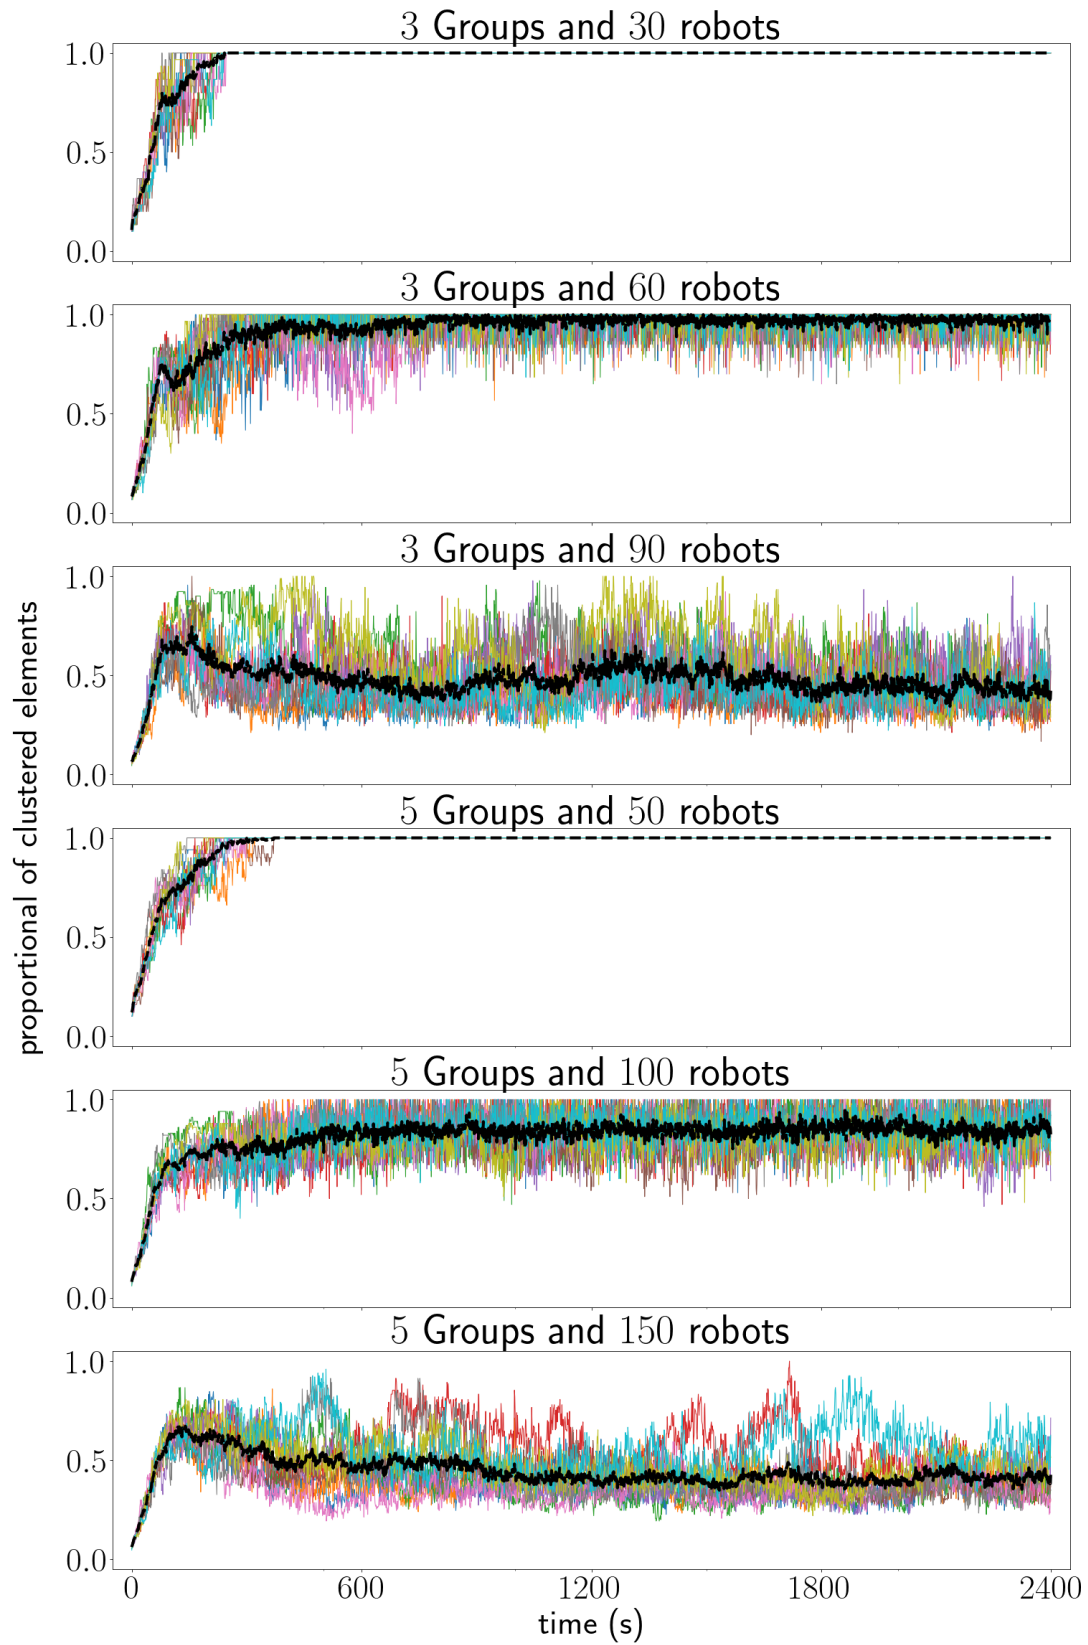 3 Groups and 30 robots
1.0
0.5
0.0
3 Groups and 60 robots
1.0
0.5
0.0
3 Groups and 90 robots
1.0
0.5
0.0
proportional of clustered elements
5 Groups and 50 robots
1.0
0.5
0.0
5 Groups and 100 robots
1.0
0.5
0.0
5 Groups and 150 robots
1.0
0.5
0.0
0 600 1200 1800 2400
time (s)